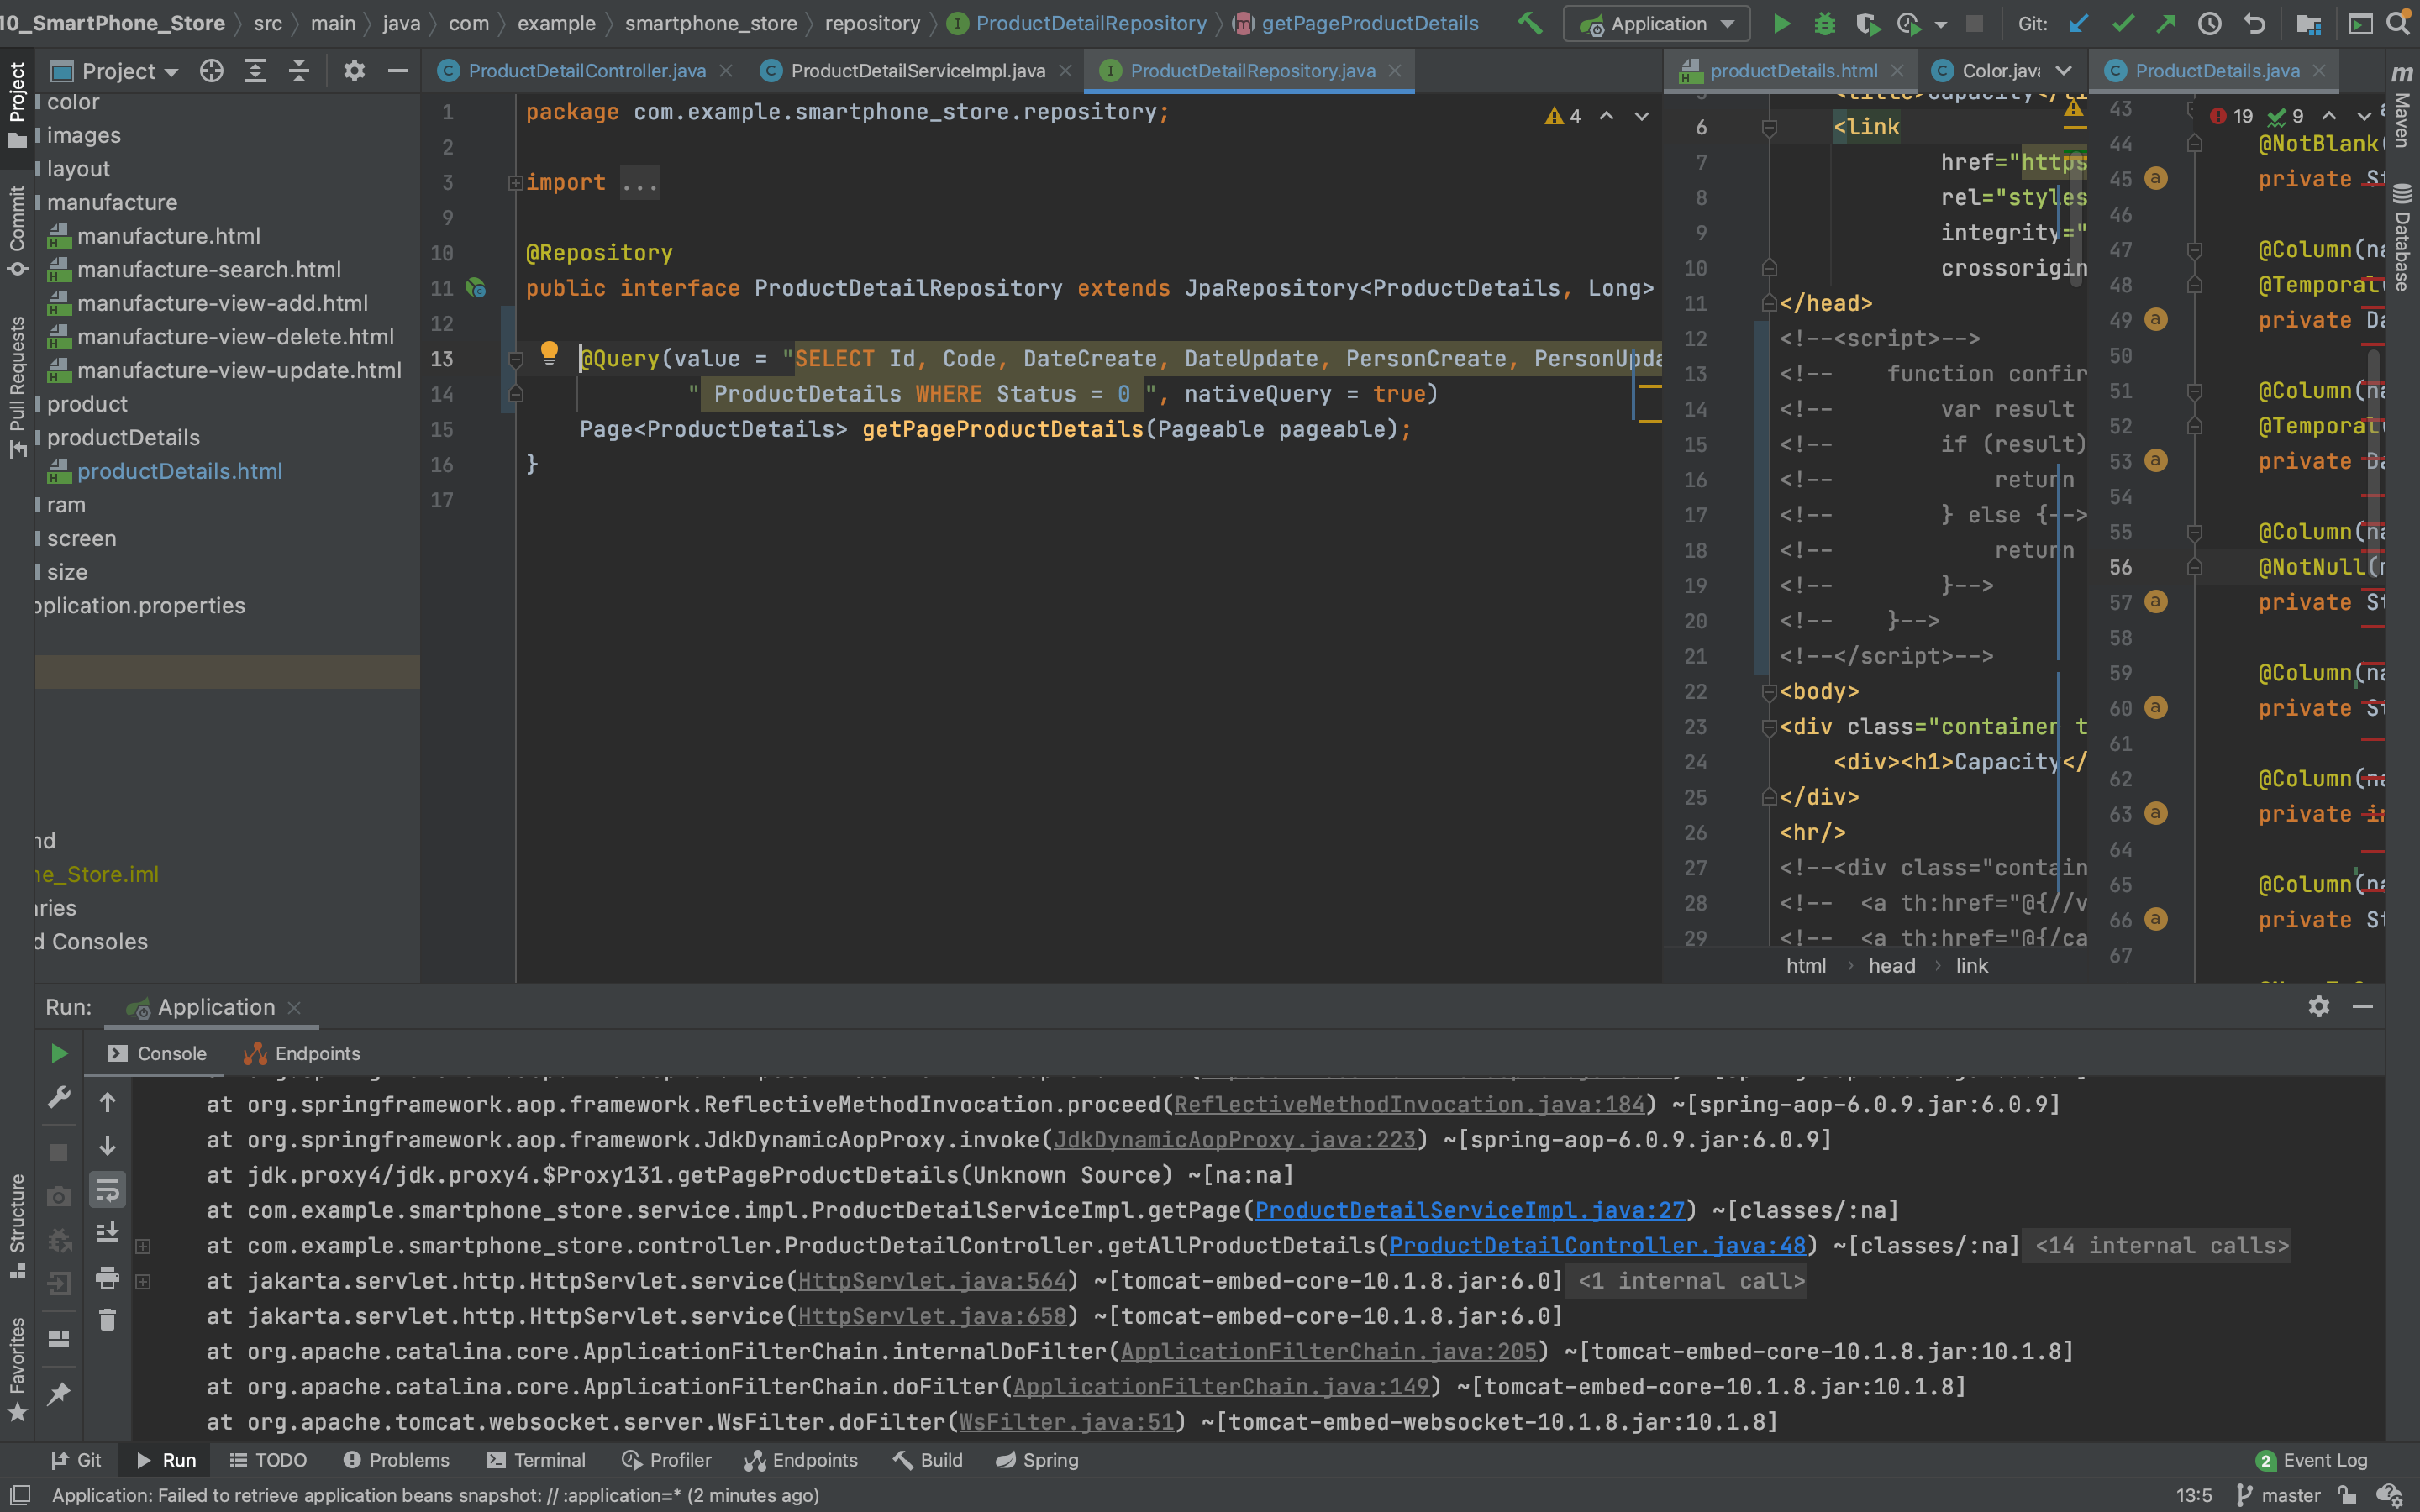 10_SmartPhone_Store src main java com example smartphone_store repository ProductDetailRepository getPageProductDetails Application Git:
Project
ProductDetailController.java
ProductDetailServiceImpl.java
ProductDetailRepository.java
productDetails.html
Color.java
ProductDetails.java
Project
Commit
Pull Requests
Structure
Favorites
Maven
Database
color
images
layout
manufacture
manufacture.html
manufacture-search.html
manufacture-view-add.html
manufacture-view-delete.html
manufacture-view-update.html
product
productDetails
productDetails.html
ram
screen
size
pplication.properties
nd
ne_Store.iml
ries
d Consoles
4
1 package com.example.smartphone_store.repository;
2
3 import ...
9
10 @Repository
11 public interface ProductDetailRepository extends JpaRepository<ProductDetails, Long>
12
13 @Query(value = "SELECT Id, Code, DateCreate, DateUpdate, PersonCreate, PersonUpda
14 " ProductDetails WHERE Status = 0 ", nativeQuery = true)
15 Page<ProductDetails> getPageProductDetails(Pageable pageable);
16 }
17
6 <link
7 href="https
8 rel="styles
9 integrity="
10 crossorigin
11 </head>
12 <!--<script>-->
13 <!-- function confir
14 <!-- var result
15 <!-- if (result)
16 <!-- return
17 <!-- } else {-->
18 <!-- return
19 <!-- }-->
20 <!-- }-->
21 <!--</script>-->
22 <body>
23 <div class="container t
24 <div><h1>Capacity</
25 </div>
26 <hr/>
27 <!--<div class="contain
28 <!-- <a th:href="@{//v
29 <!-- <a th:href="@{/ca
html head link
19 9
43
44 @NotBlank(
45 private St
46
47 @Column(na
48 @Temporal(
49 private Da
50
51 @Column(na
52 @Temporal(
53 private Da
54
55 @Column(na
56 @NotNull(m
57 private St
58
59 @Column(na
60 private St
61
62 @Column(na
63 private in
64
65 @Column(na
66 private St
67
Run: Application
Console Endpoints
at org.springframework.aop.framework.ReflectiveMethodInvocation.proceed(ReflectiveMethodInvocation.java:184) ~[spring-aop-6.0.9.jar:6.0.9]
at org.springframework.aop.framework.JdkDynamicAopProxy.invoke(JdkDynamicAopProxy.java:223) ~[spring-aop-6.0.9.jar:6.0.9]
at jdk.proxy4/jdk.proxy4.$Proxy131.getPageProductDetails(Unknown Source) ~[na:na]
at com.example.smartphone_store.service.impl.ProductDetailServiceImpl.getPage(ProductDetailServiceImpl.java:27) ~[classes/:na]
at com.example.smartphone_store.controller.ProductDetailController.getAllProductDetails(ProductDetailController.java:48) ~[classes/:na] <14 internal calls>
at jakarta.servlet.http.HttpServlet.service(HttpServlet.java:564) ~[tomcat-embed-core-10.1.8.jar:6.0] <1 internal call>
at jakarta.servlet.http.HttpServlet.service(HttpServlet.java:658) ~[tomcat-embed-core-10.1.8.jar:6.0]
at org.apache.catalina.core.ApplicationFilterChain.internalDoFilter(ApplicationFilterChain.java:205) ~[tomcat-embed-core-10.1.8.jar:10.1.8]
at org.apache.catalina.core.ApplicationFilterChain.doFilter(ApplicationFilterChain.java:149) ~[tomcat-embed-core-10.1.8.jar:10.1.8]
at org.apache.tomcat.websocket.server.WsFilter.doFilter(WsFilter.java:51) ~[tomcat-embed-websocket-10.1.8.jar:10.1.8]
Git Run TODO Problems Terminal Profiler Endpoints Build Spring 2 Event Log
Application: Failed to retrieve application beans snapshot: // :application=* (2 minutes ago) 13:5 master